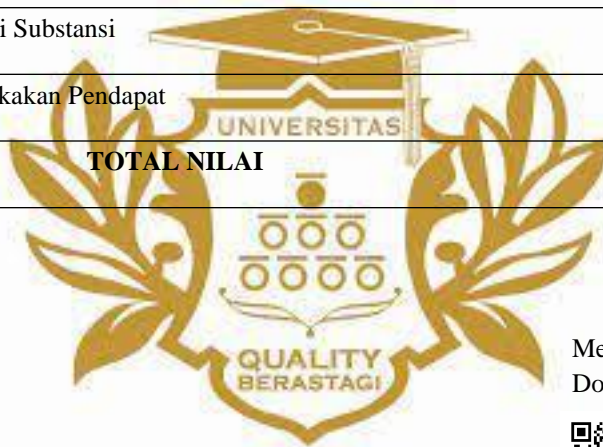 i Substansi
kakan Pendapat
UNIVERSITAS
TOTAL NILAI
QUALITY
BERASTAGI
Me
Do